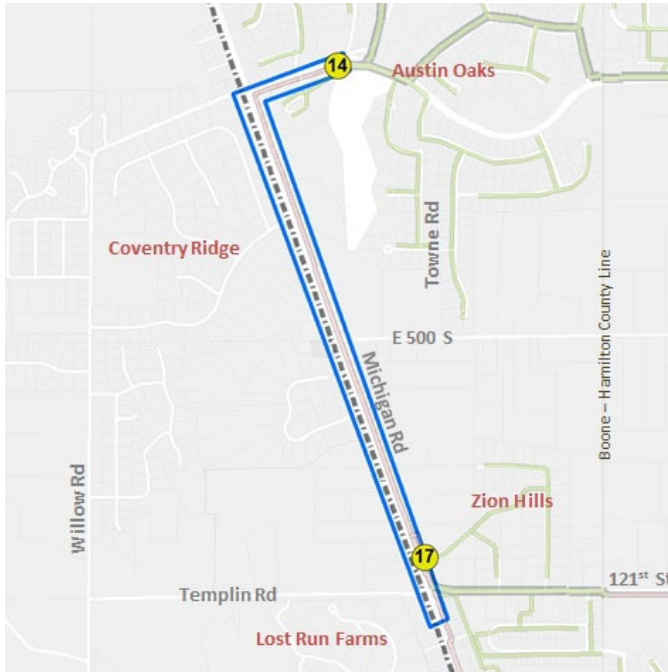 14
Austin Oaks
Coventry Ridge
Towne Rd
Boone – Hamilton County Line
E 500 S
Michigan Rd
Willow Rd
Zion Hills
17
121st St
Templin Rd
Lost Run Farms